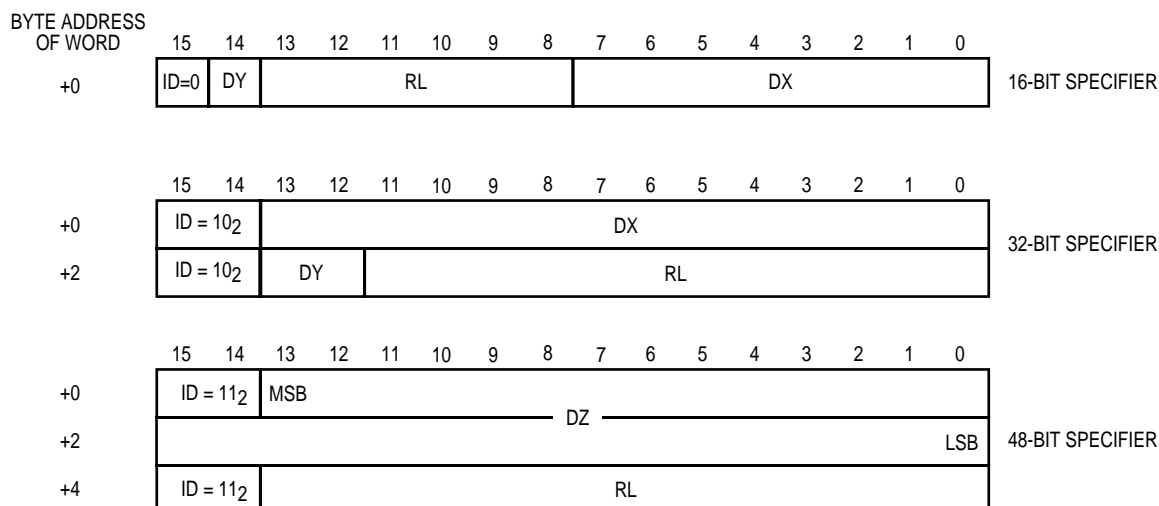 BYTE ADDRESS
OF WORD 15 14 13 12 11 10 9 8 7 6 5 4 3 2 1 0
+0 ID=0 DY RL DX 16-BIT SPECIFIER
15 14 13 12 11 10 9 8 7 6 5 4 3 2 1 0
+0 ID = 10₂ DX
32-BIT SPECIFIER
+2 ID = 10₂ DY RL
15 14 13 12 11 10 9 8 7 6 5 4 3 2 1 0
+0 ID = 11₂ MSB
DZ
+2 LSB 48-BIT SPECIFIER
+4 ID = 11₂ RL